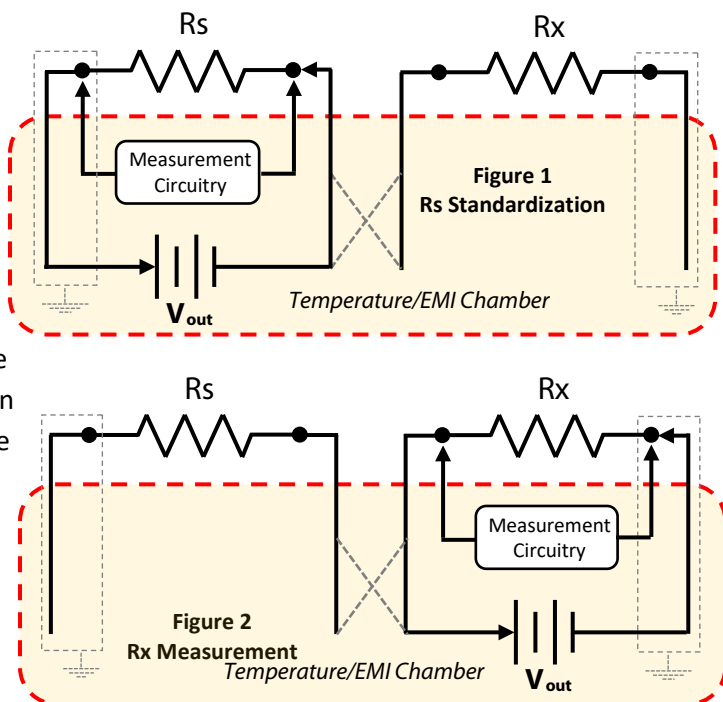 Rs
Rx
Measurement
Circuitry
Figure 1
Rs Standardization
Temperature/EMI Chamber
Vout
e
n
e
Rs
Rx
Measurement
Circuitry
Figure 2
Rx Measurement
Temperature/EMI Chamber
Vout